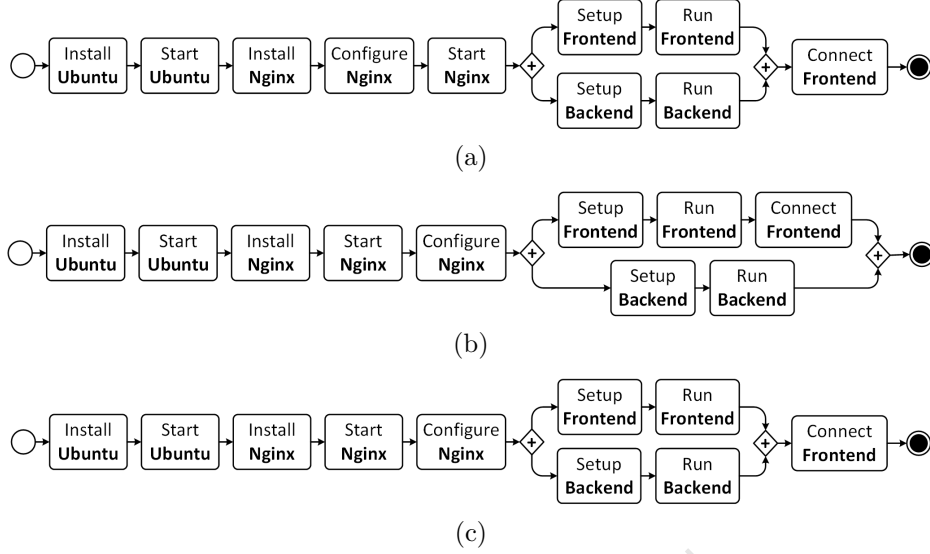 Install
Ubuntu
Start
Ubuntu
Install
Nginx
Configure
Nginx
Start
Nginx
Setup
Frontend
Run
Frontend
Setup
Backend
Run
Backend
Connect
Frontend
(a)
Install
Ubuntu
Start
Ubuntu
Install
Nginx
Start
Nginx
Configure
Nginx
Setup
Frontend
Run
Frontend
Connect
Frontend
Setup
Backend
Run
Backend
(b)
Install
Ubuntu
Start
Ubuntu
Install
Nginx
Start
Nginx
Configure
Nginx
Setup
Frontend
Run
Frontend
Setup
Backend
Run
Backend
Connect
Frontend
(c)